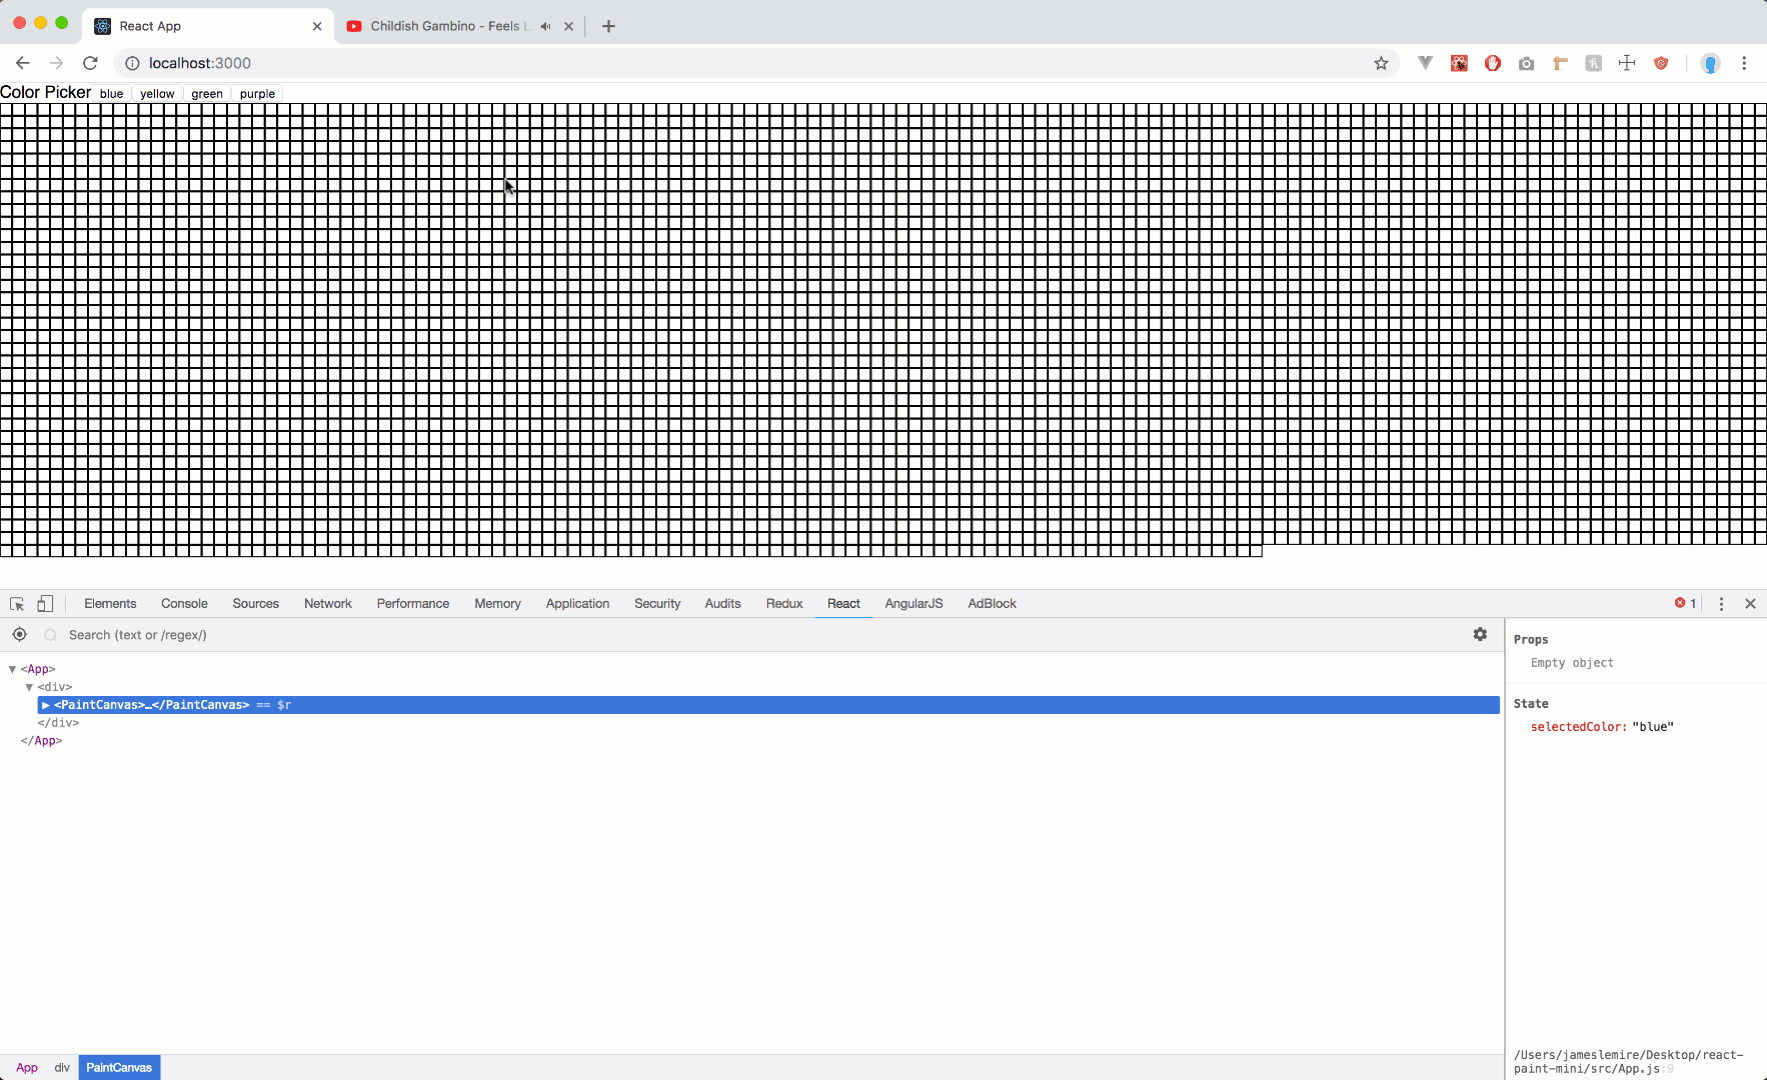 React App
Childish Gambino - Feels L
localhost:3000
Color Picker blue yellow green purple
Elements Console Sources Network Performance Memory Application Security Audits Redux React AngularJS AdBlock 1
Search (text or /regex/)
Props
Empty object
<App>
<div>
<PaintCanvas>…</PaintCanvas> == $r
</div>
</App>
State
selectedColor: "blue"
App div PaintCanvas
/Users/jameslemire/Desktop/react-
paint-mini/src/App.js:9